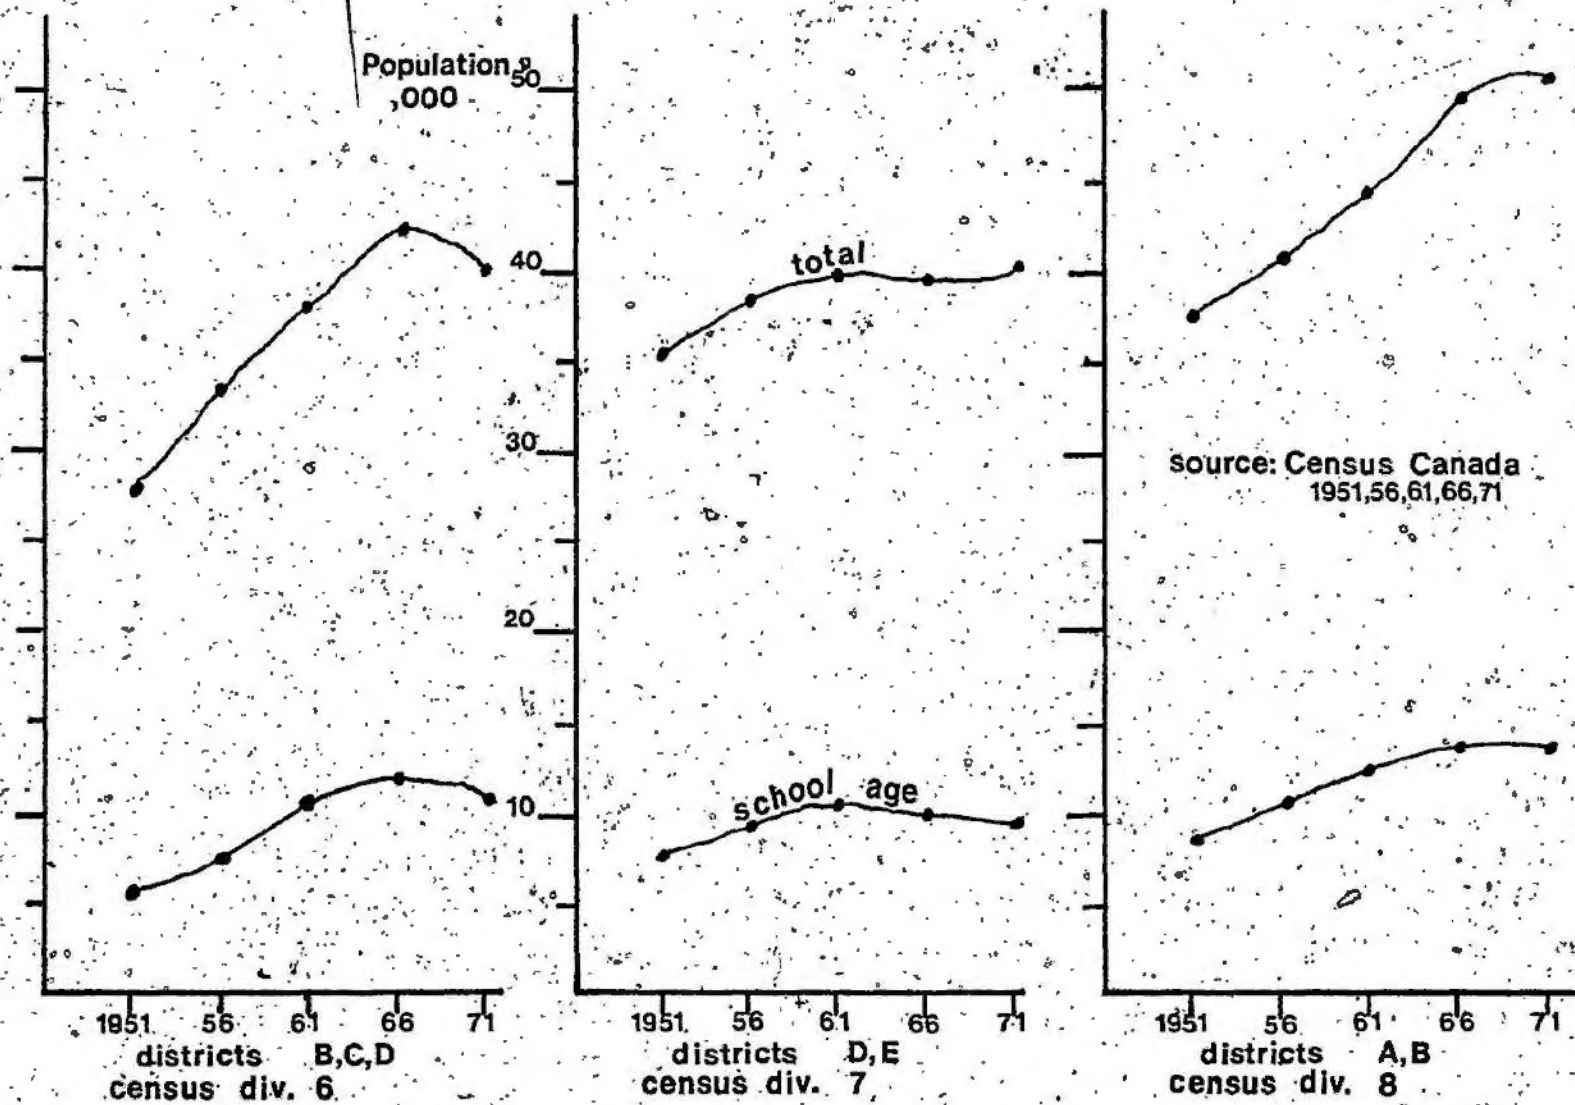 Population,
,000
50
40
30
20
10
total
school age
source: Census Canada
1951,56,61,66,71
1951 56 61 66 71
districts B,C,D
census div. 6
1951 56 61 66 71
districts D,E
census div. 7
1951 56 61 66 71
districts A,B
census div. 8